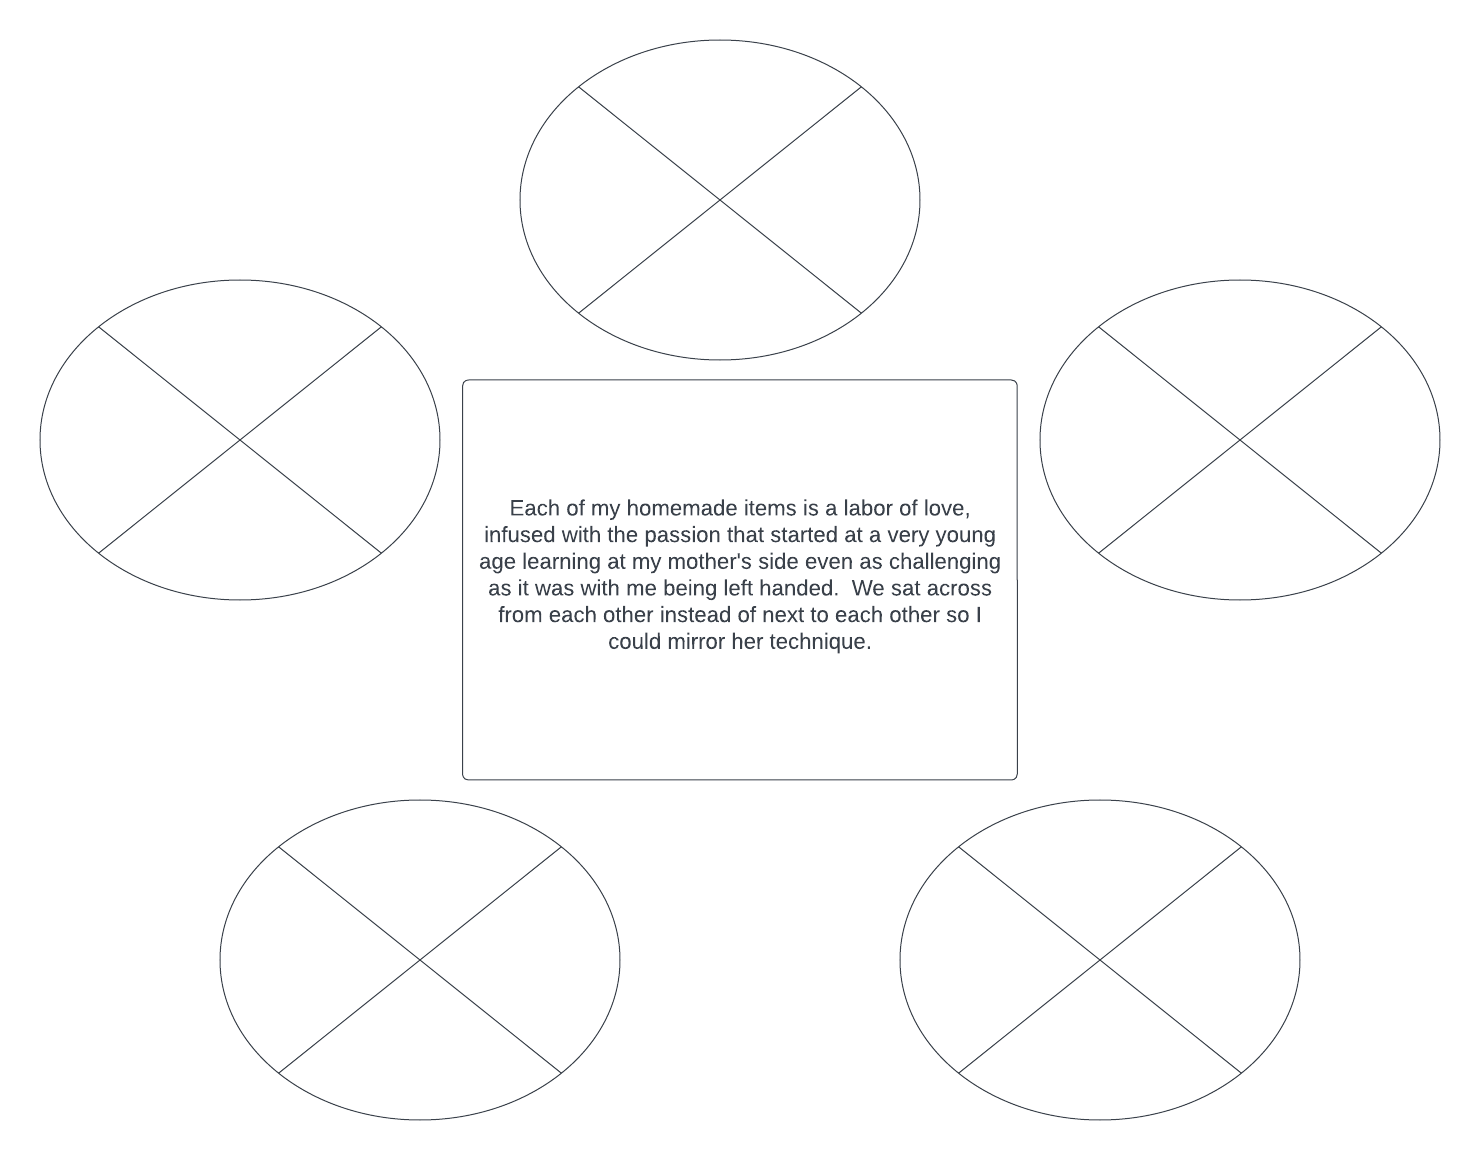 Each of my homemade items is a labor of love,
infused with the passion that started at a very young
age learning at my mother's side even as challenging
as it was with me being left handed.  We sat across
from each other instead of next to each other so I
could mirror her technique.